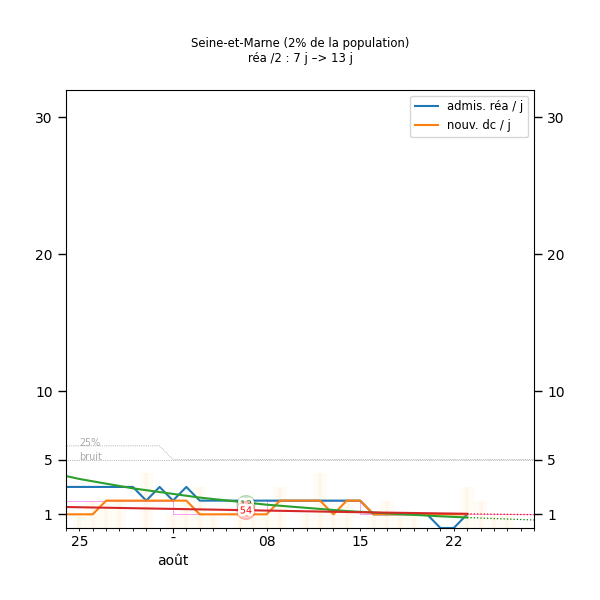 Seine-et-Marne (2% de la population)
réa /2 : 7 j –> 13 j
admis. réa / j
nouv. dc / j
30
30
20
20
10
10
25%
bruit
5
5
54
1
1
25
-
08
15
22
août